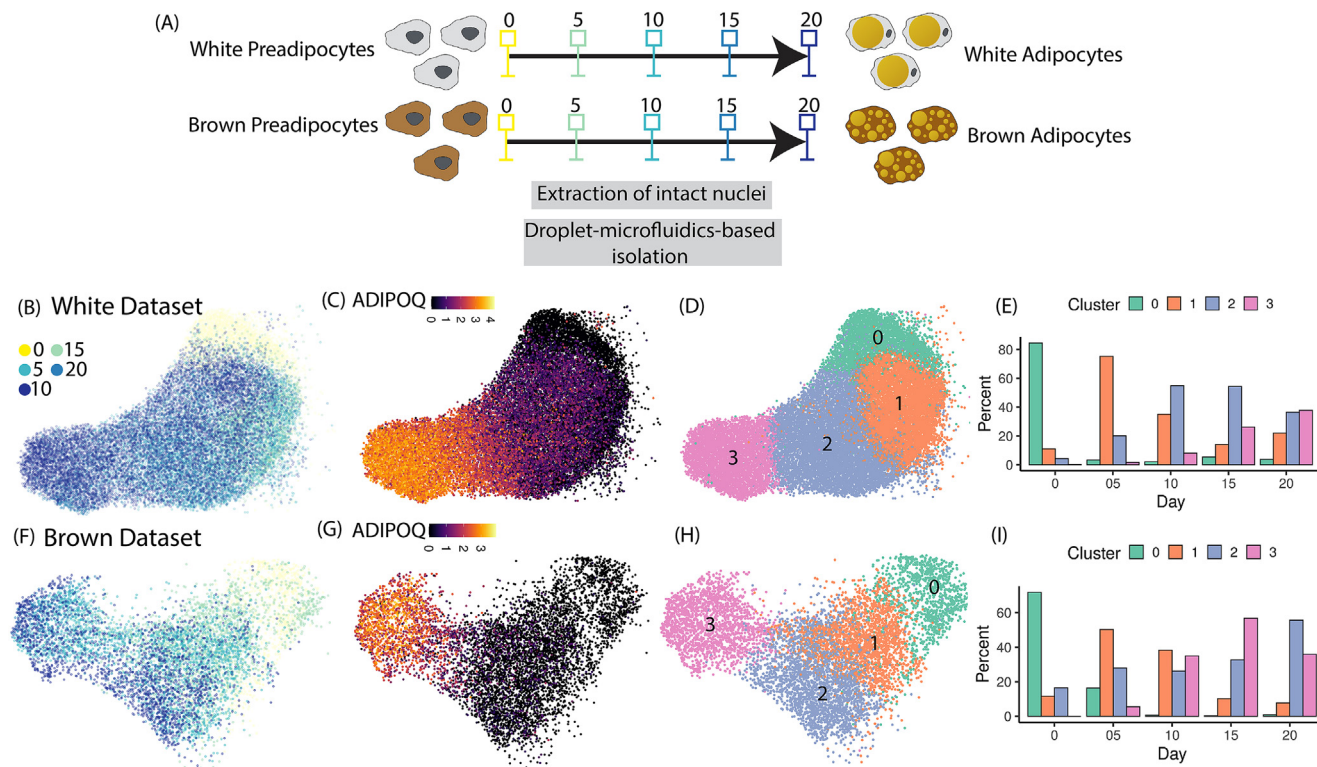 (A)
0 5 10 15 20
White Preadipocytes
White Adipocytes
0 5 10 15 20
Brown Preadipocytes
Brown Adipocytes
Extraction of intact nuclei
Droplet-microfluidics-based
isolation
(B) White Dataset
0 15
5 20
10
(C) ADIPOQ
0 1 2 3 4
(D)
0
1
2
3
(E)
Cluster 0 1 2 3
Percent
80
60
40
20
0
0 05 10 15 20
Day
(F) Brown Dataset
(G) ADIPOQ
0 1 2 3
(H)
0
1
2
3
(I)
Cluster 0 1 2 3
Percent
60
40
20
0
0 05 10 15 20
Day